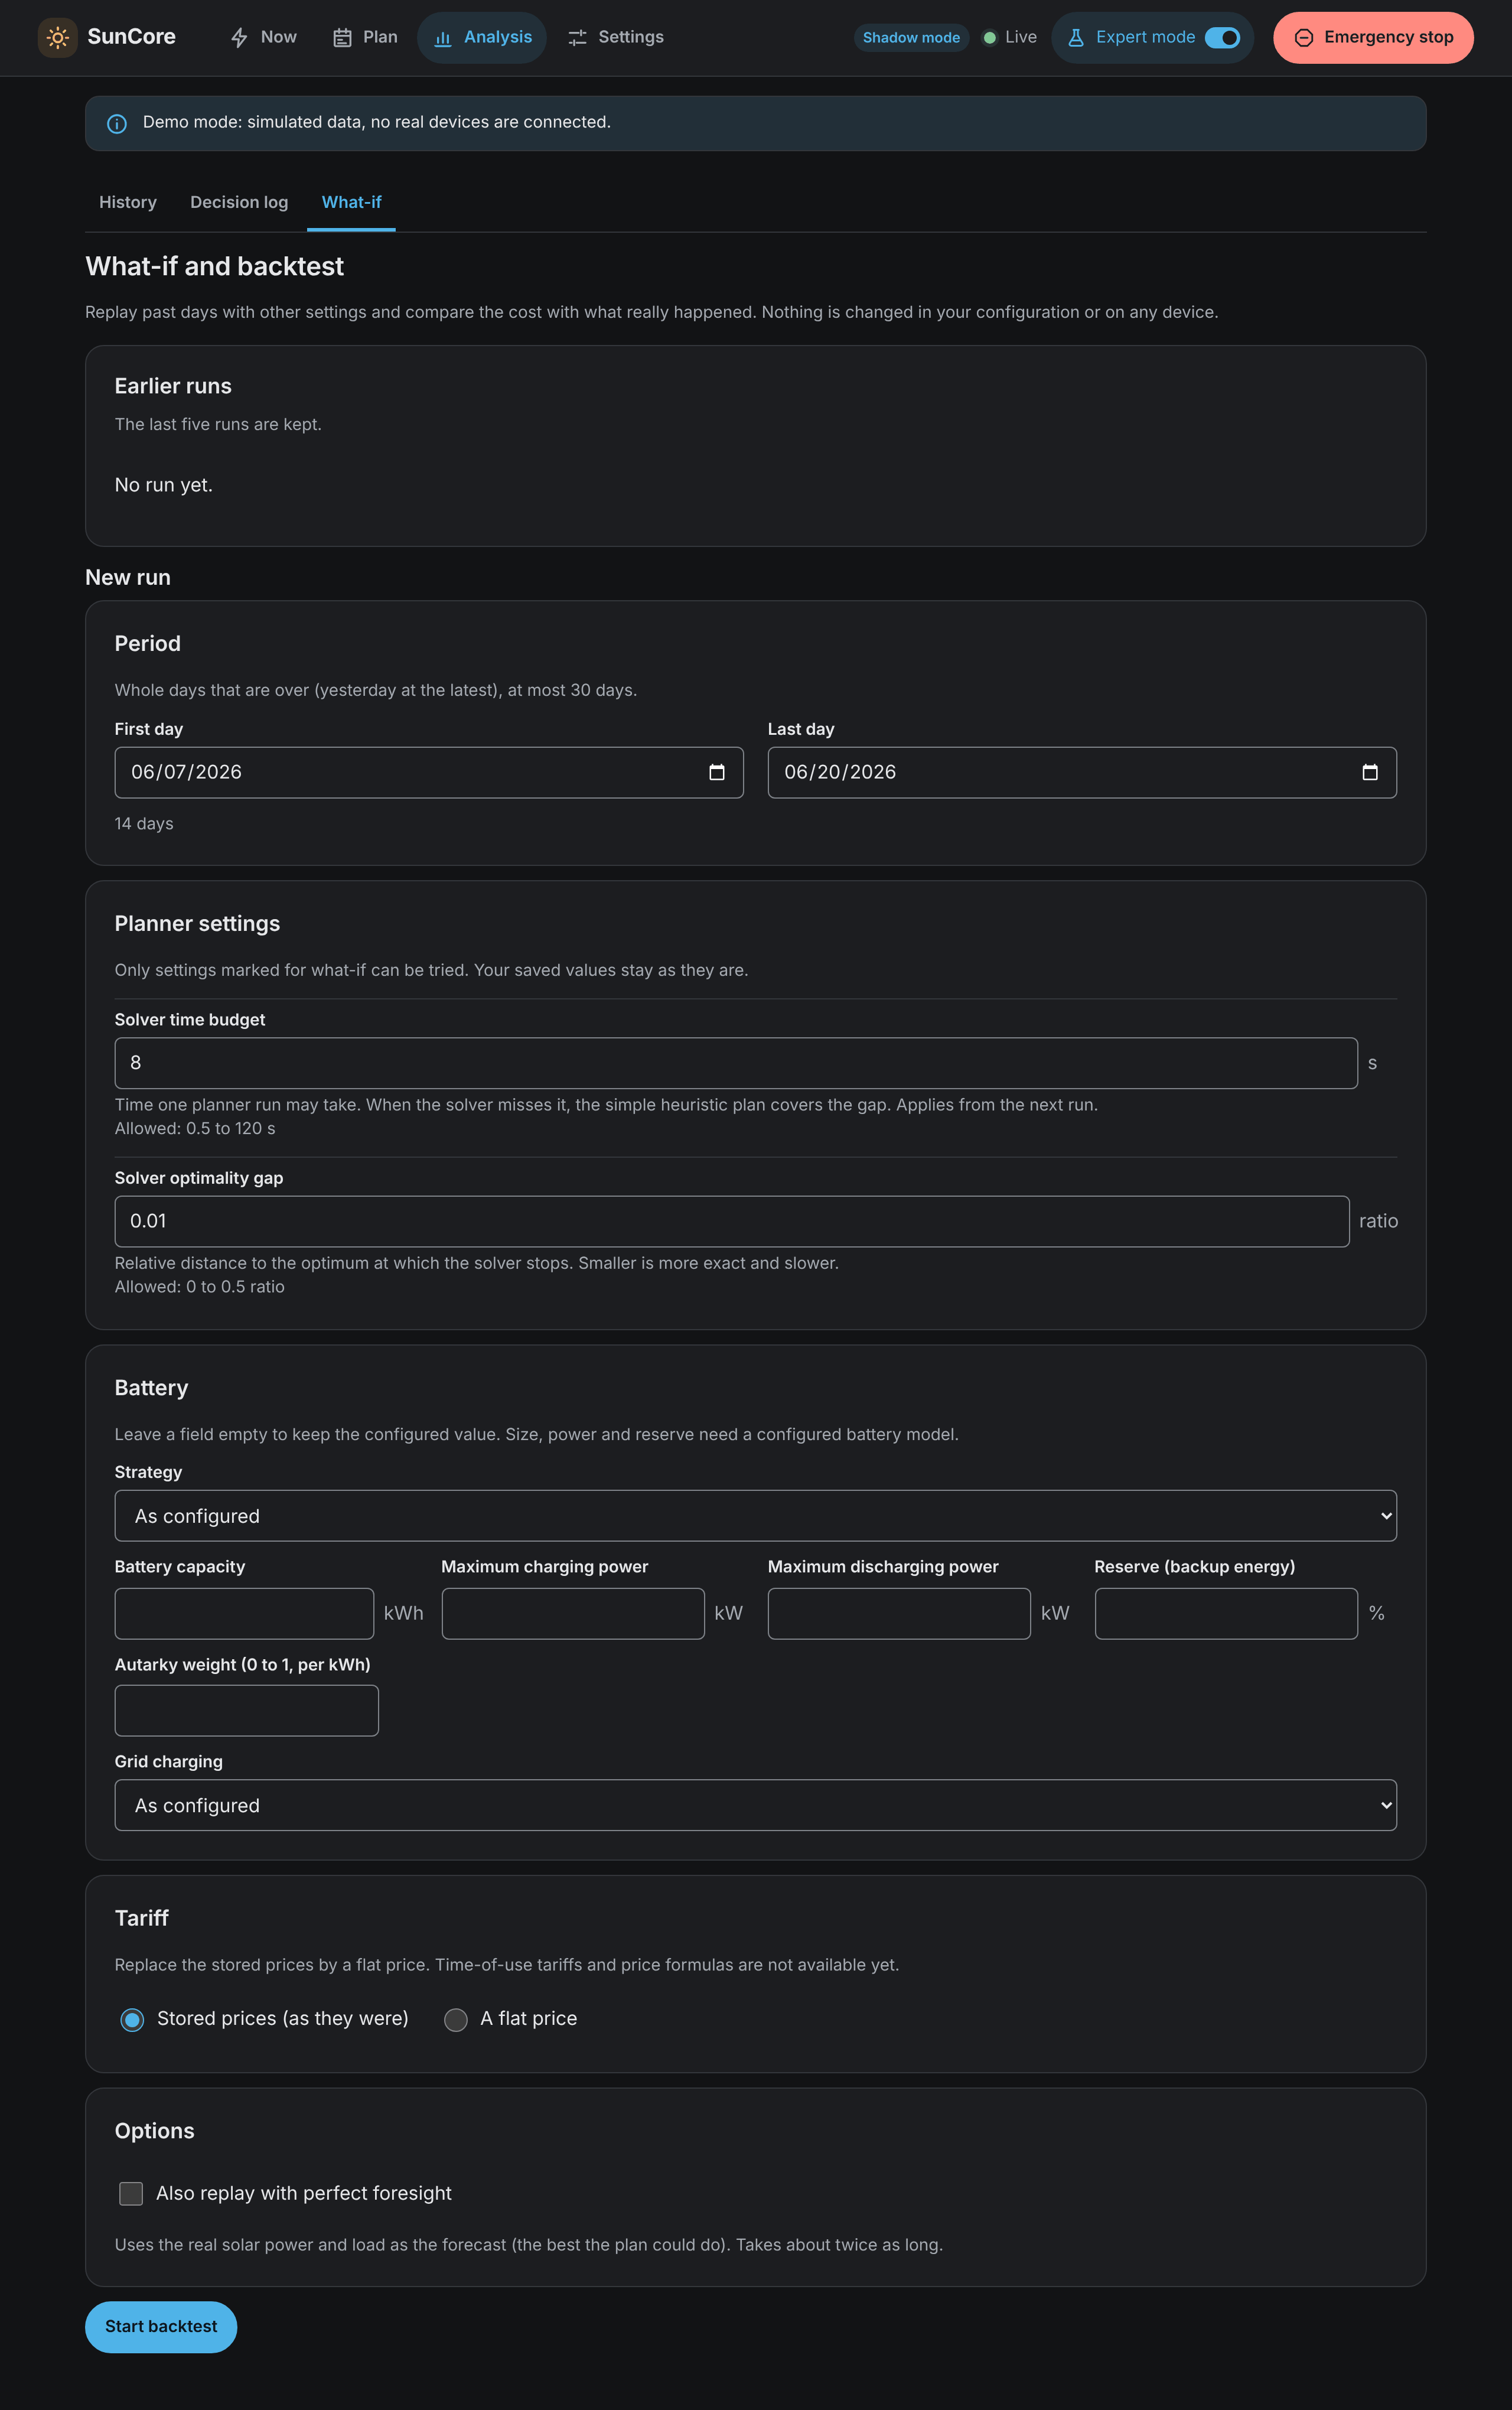 SunCore
Now
Plan
Analysis
Settings
Shadow mode
Live
Expert mode
Emergency stop
Demo mode: simulated data, no real devices are connected.
History
Decision log
What-if
What-if and backtest
Replay past days with other settings and compare the cost with what really happened. Nothing is changed in your configuration or on any device.
Earlier runs
The last five runs are kept.
No run yet.
New run
Period
Whole days that are over (yesterday at the latest), at most 30 days.
First day
Last day
06/07/2026
06/20/2026
14 days
Planner settings
Only settings marked for what-if can be tried. Your saved values stay as they are.
Solver time budget
8 s
Time one planner run may take. When the solver misses it, the simple heuristic plan covers the gap. Applies from the next run.
Allowed: 0.5 to 120 s
Solver optimality gap
0.01 ratio
Relative distance to the optimum at which the solver stops. Smaller is more exact and slower.
Allowed: 0 to 0.5 ratio
Battery
Leave a field empty to keep the configured value. Size, power and reserve need a configured battery model.
Strategy
As configured
Battery capacity
Maximum charging power
Maximum discharging power
Reserve (backup energy)
kWh
kW
kW
%
Autarky weight (0 to 1, per kWh)
Grid charging
As configured
Tariff
Replace the stored prices by a flat price. Time-of-use tariffs and price formulas are not available yet.
Stored prices (as they were)
A flat price
Options
Also replay with perfect foresight
Uses the real solar power and load as the forecast (the best the plan could do). Takes about twice as long.
Start backtest